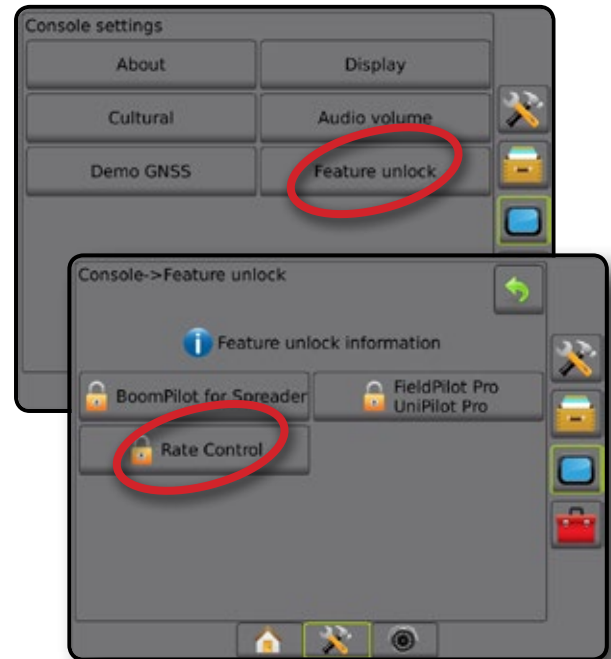 Console settings
About
Display
Cultural
Audio volume
Demo GNSS
Feature unlock
Console->Feature unlock
Feature unlock information
BoomPilot for Spreader
FieldPilot Pro
UniPilot Pro
Rate Control